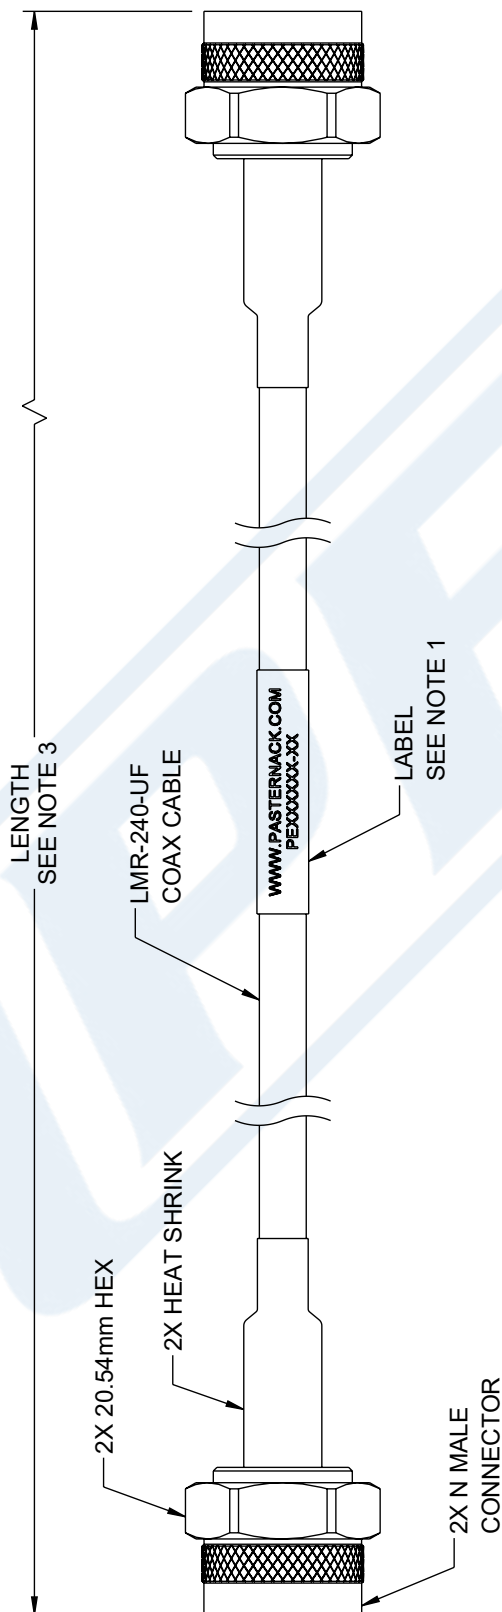 LENGTH
SEE NOTE 3
2X 20.54mm HEX
2X HEAT SHRINK
LMR-240-UF
COAX CABLE
WWW.PASTERNACK.COM
PEXXXXXX-XX
LABEL
SEE NOTE 1
2X N MALE
CONNECTOR